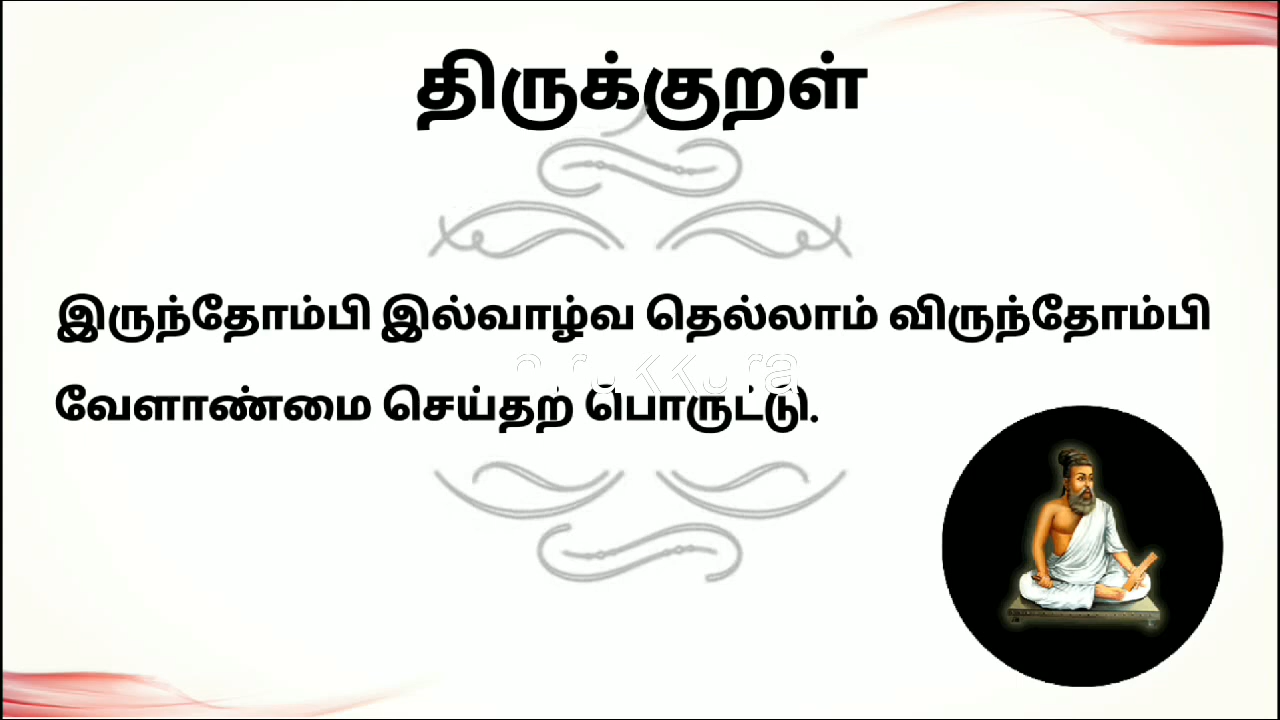 திருக்குறள்
இருந்தோம்பி இல்வாழ்வ தெல்லாம் விருந்தோம்பி
வேளாண்மை செய்தற் பொருட்டு.